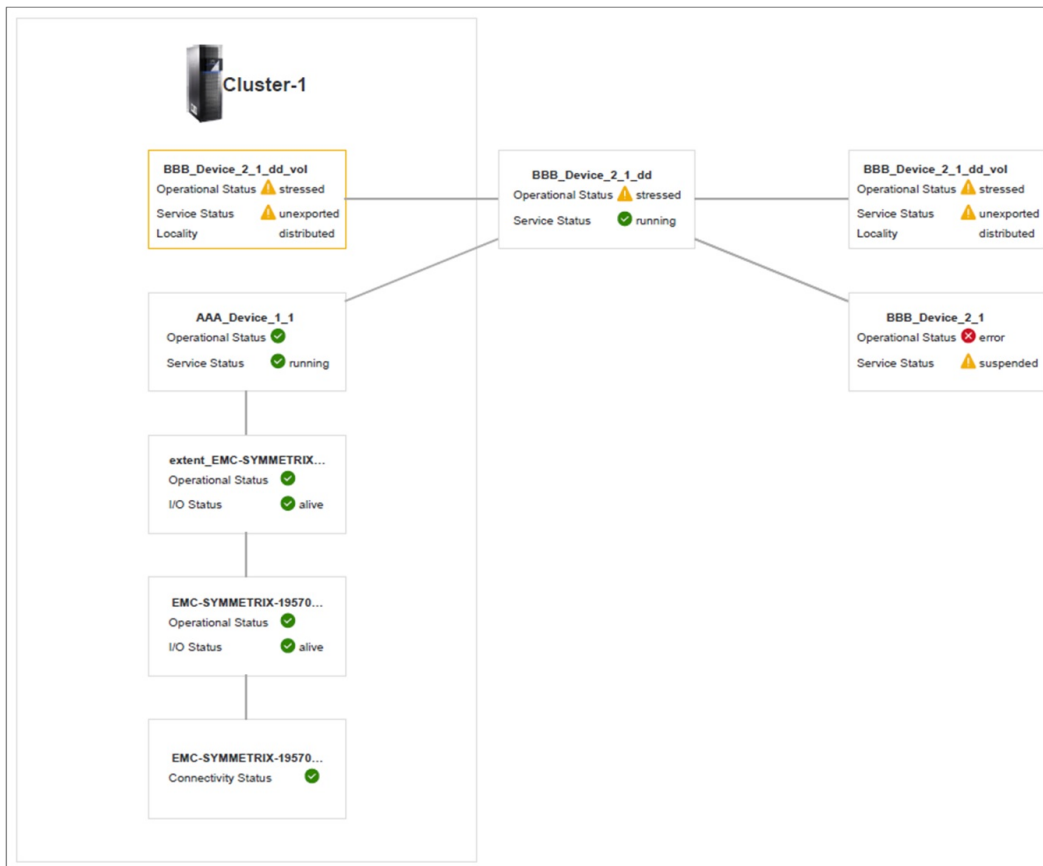 Cluster-1
BBB_Device_2_1_dd_vol
Operational Status stressed
Service Status unexported
Locality distributed
BBB_Device_2_1_dd
Operational Status stressed
Service Status running
BBB_Device_2_1_dd_vol
Operational Status stressed
Service Status unexported
Locality distributed
AAA_Device_1_1
Operational Status
Service Status running
BBB_Device_2_1
Operational Status error
Service Status suspended
extent_EMC-SYMMETRIX...
Operational Status
I/O Status alive
EMC-SYMMETRIX-19570...
Operational Status
I/O Status alive
EMC-SYMMETRIX-19570...
Connectivity Status